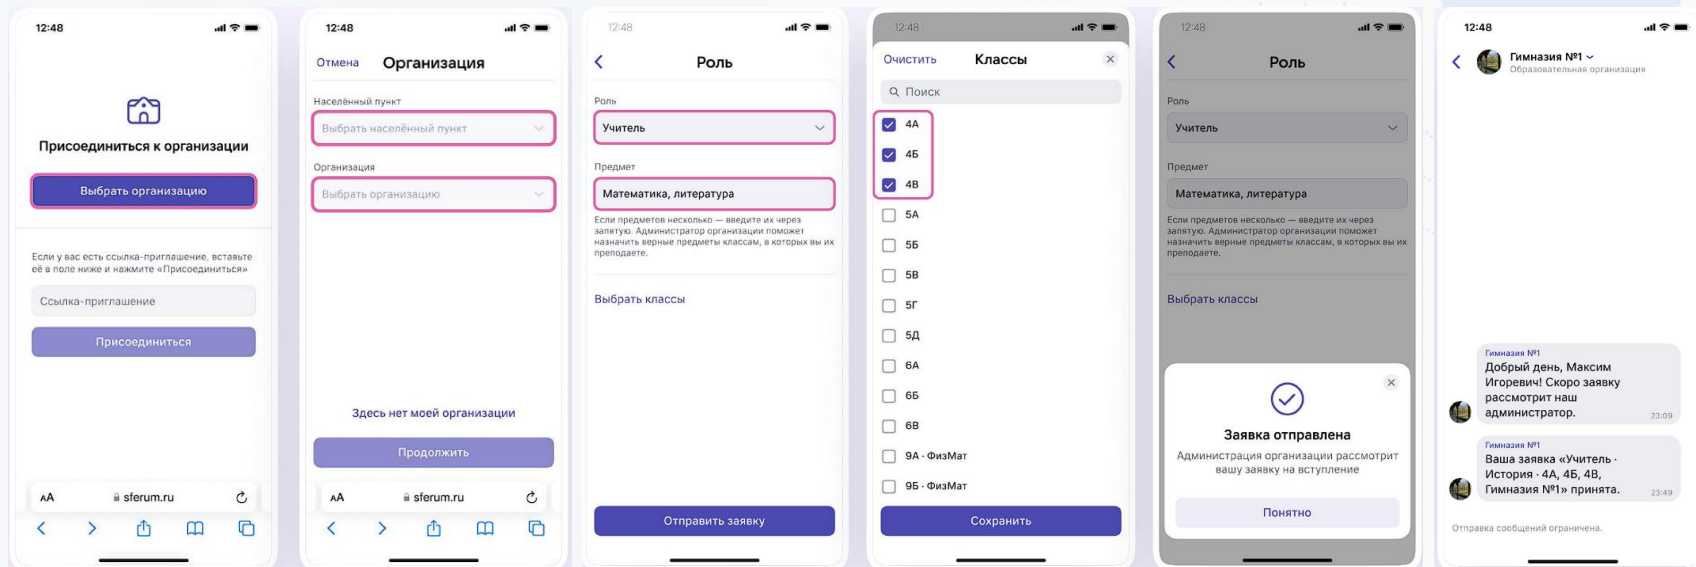 12:48
Присоединиться к организации
Выбрать организацию
Если у вас есть ссылка-приглашение, вставьте
её в поле ниже и нажмите «Присоединиться»
Ссылка-приглашение
Присоединиться
AA
sferum.ru
12:48
Отмена
Организация
Населённый пункт
Выбрать населённый пункт
Организация
Выбрать организацию
Здесь нет моей организации
Продолжить
AA
sferum.ru
12:48
Роль
Роль
Учитель
Предмет
Математика, литература
Если предметов несколько — введите их через
запятую. Администратор организации поможет
назначить верные предметы классам, в которых вы их
преподаете.
Выбрать классы
Отправить заявку
12:48
Очистить
Классы
Поиск
4А
4Б
4В
5А
5Б
5В
5Г
5Д
6А
6Б
6В
9А · ФизМат
9Б · ФизМат
Сохранить
12:48
Роль
Роль
Учитель
Предмет
Математика, литература
Если предметов несколько — введите их через
запятую. Администратор организации поможет
назначить верные предметы классам, в которых вы их
преподаете.
Выбрать классы
Заявка отправлена
Администрация организации рассмотрит
вашу заявку на вступление
Понятно
12:48
Гимназия №1
Образовательная организация
Гимназия №1
Добрый день, Максим
Игоревич! Скоро заявку
рассмотрит наш
администратор.
23:09
Гимназия №1
Ваша заявка «Учитель ·
История · 4А, 4Б, 4В,
Гимназия №1» принята.
23:49
Отправка сообщений ограничена.